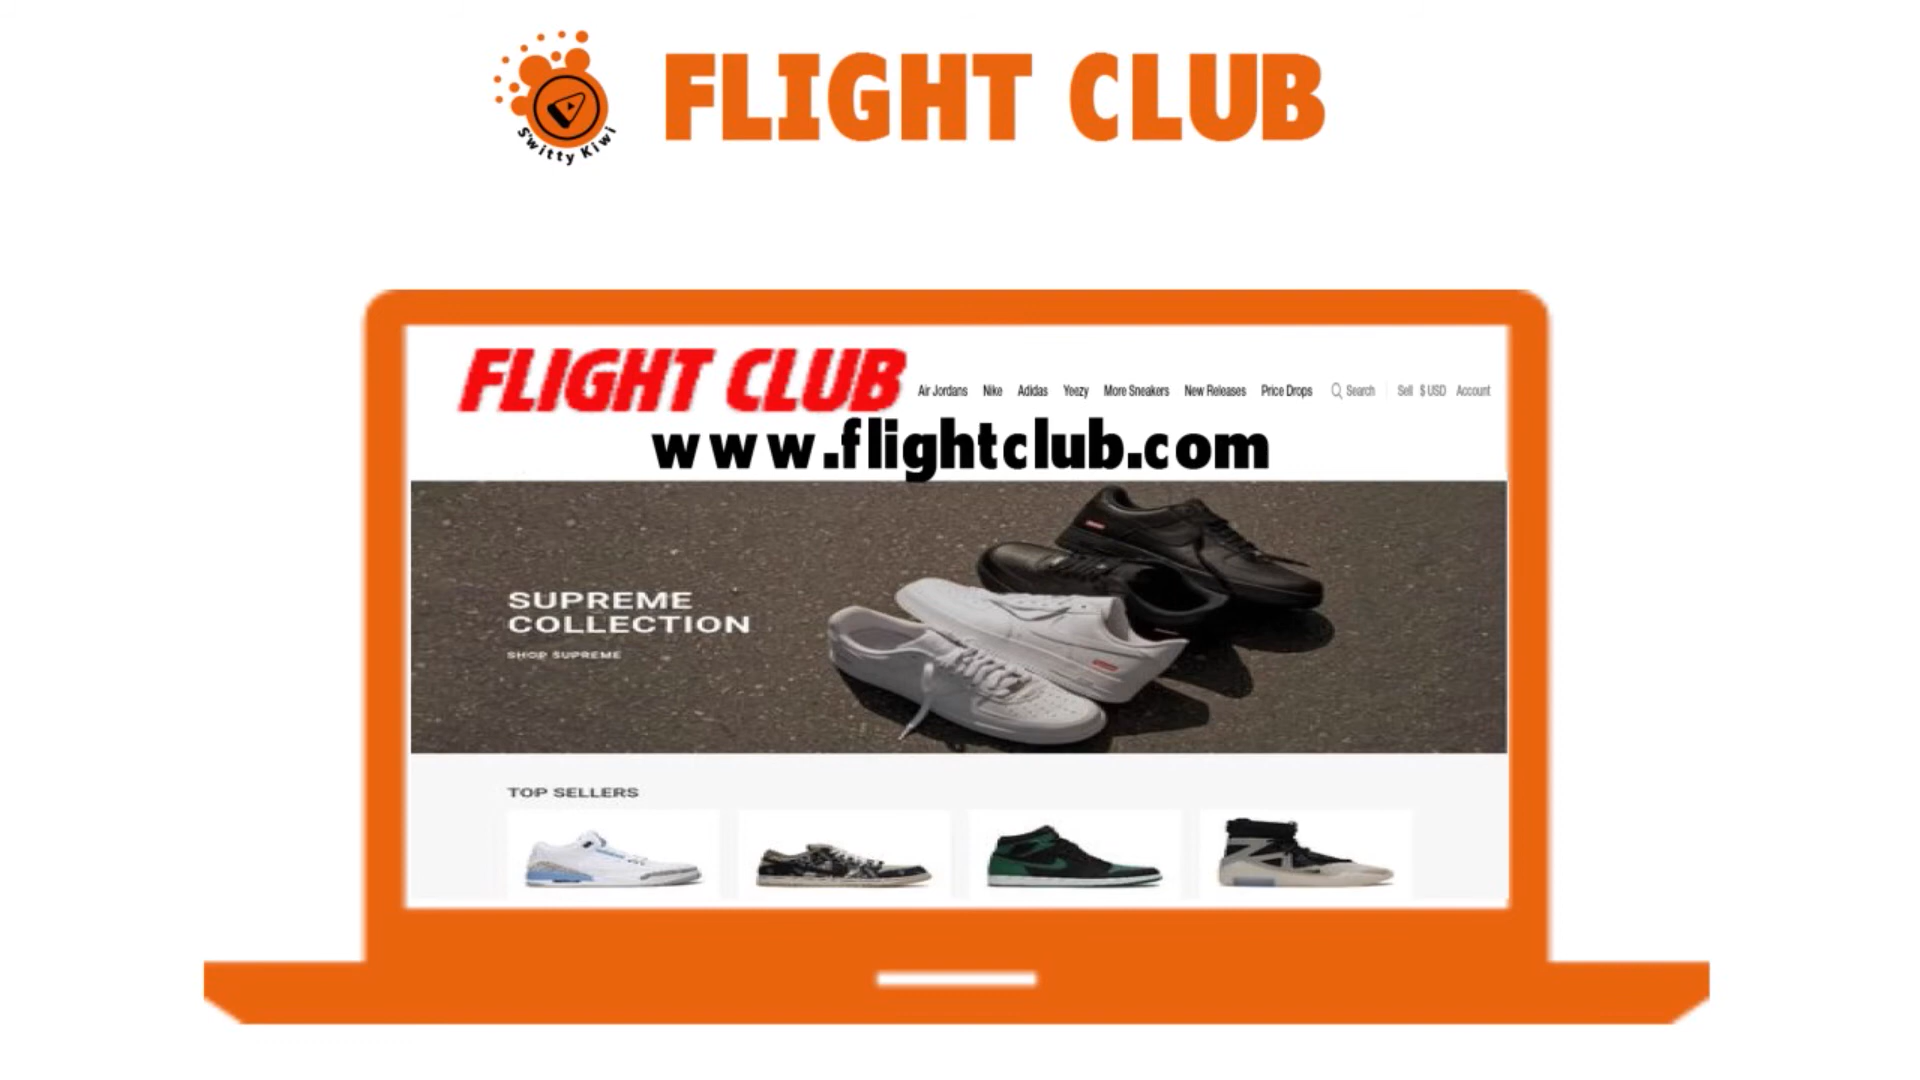 S'witty Kiwi
FLIGHT CLUB
FLIGHT CLUB
Air Jordans Nike Adidas Yeezy More Sneakers New Releases Price Drops Search Sell $ USD Account
www.flightclub.com
SUPREME
COLLECTION
SHOP SUPREME
TOP SELLERS